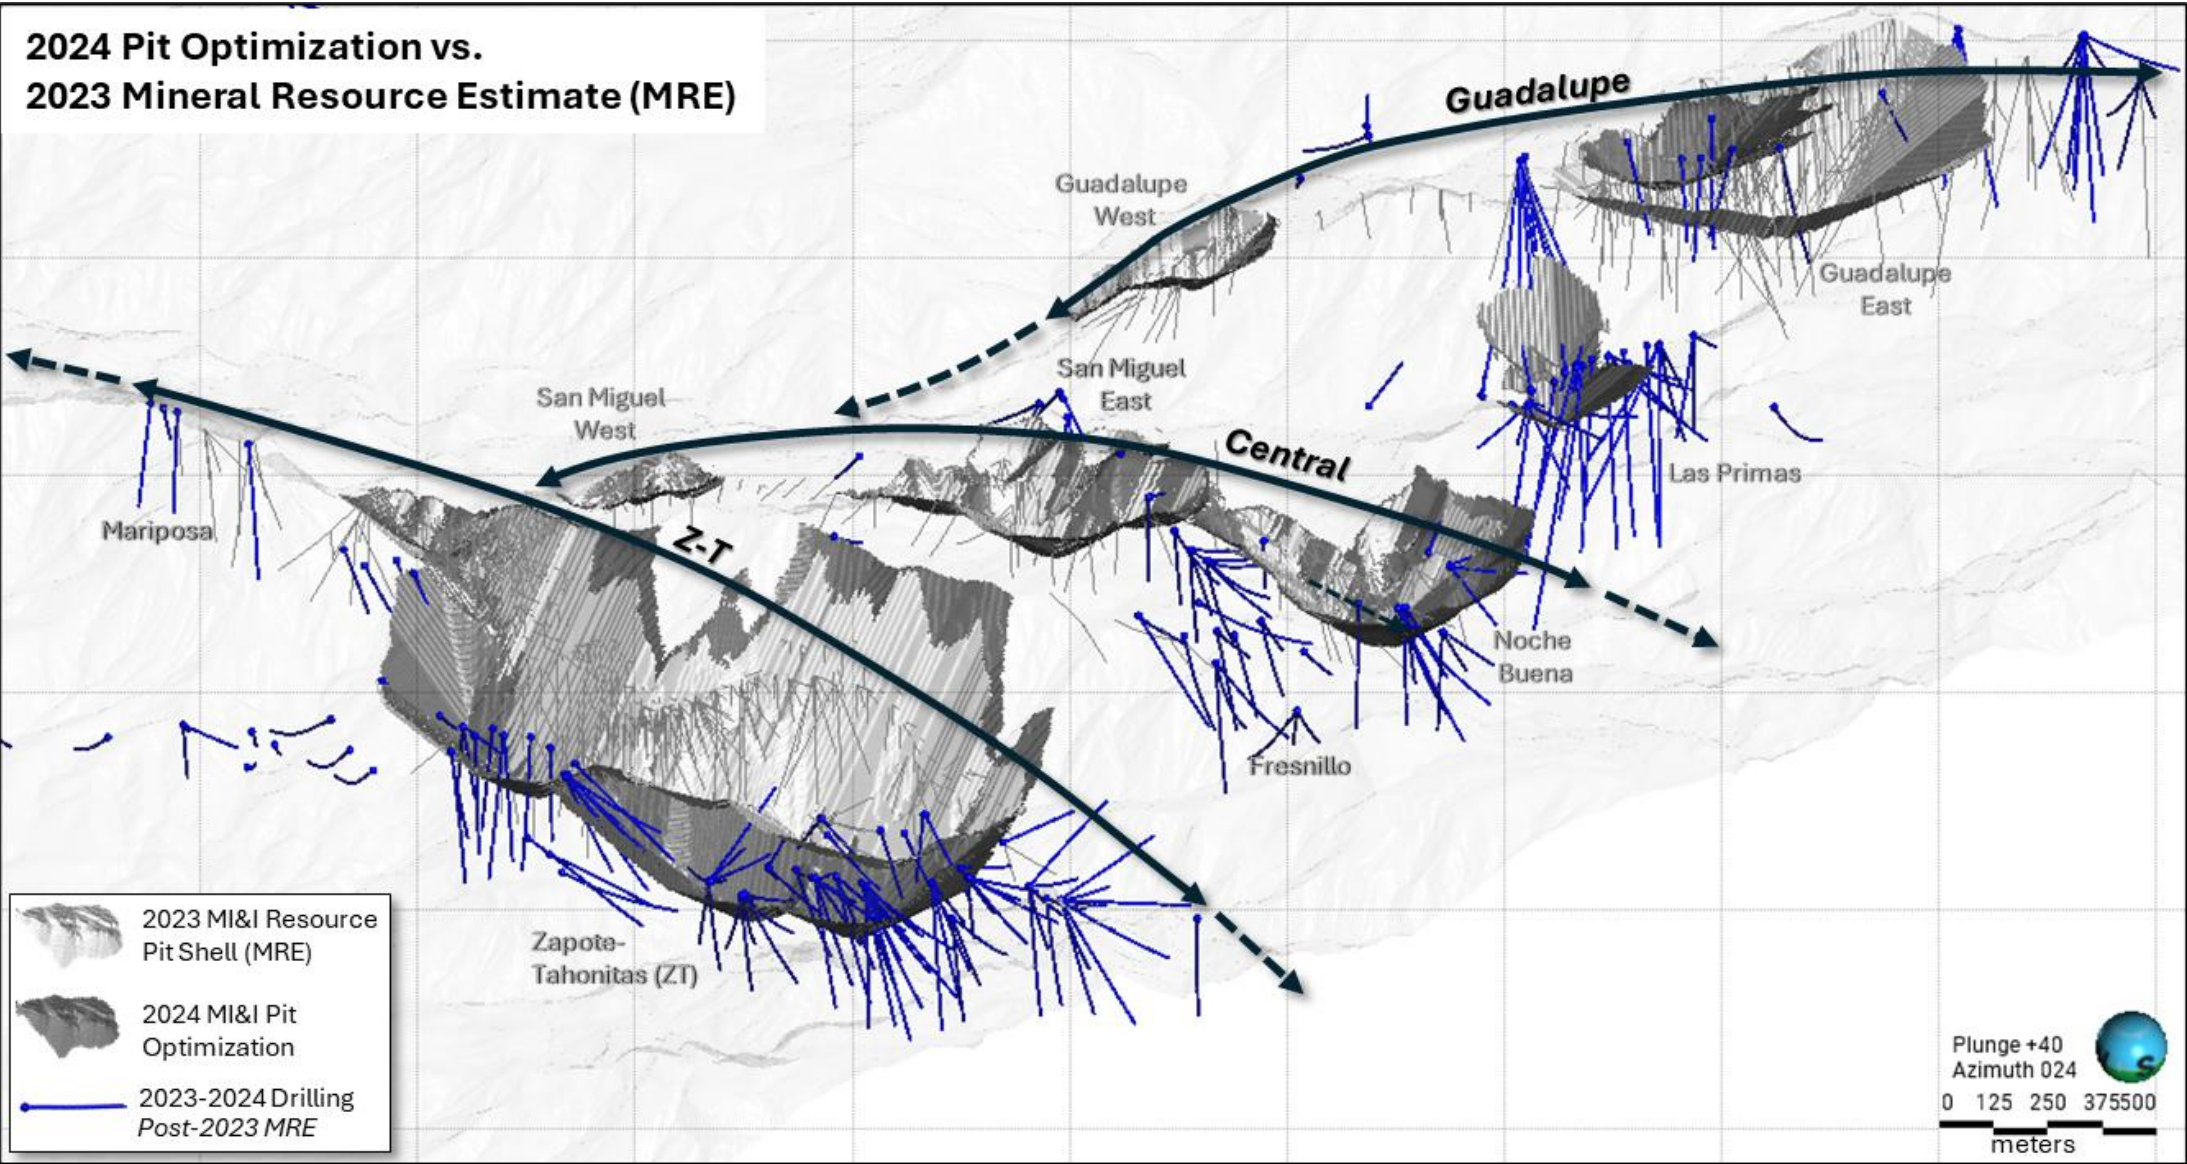 2024 Pit Optimization vs.
2023 Mineral Resource Estimate (MRE)
Guadalupe
Guadalupe
West
Guadalupe
East
San Miguel
East
San Miguel
West
Central
Las Primas
Mariposa
Z-T
Noche
Buena
Fresnillo
Zapote-
Tahonitas (ZT)
2023 MI&I Resource
Pit Shell (MRE)
2024 MI&I Pit
Optimization
2023-2024 Drilling
Post-2023 MRE
Plunge +40
Azimuth 024
S
0 125 250 375500
meters